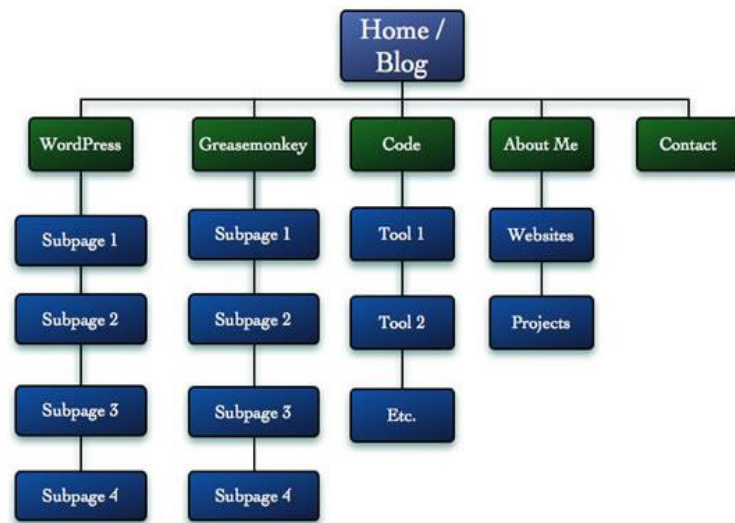 Home /
Blog
WordPress
Greasemonkey
Code
About Me
Contact
Subpage 1
Subpage 1
Tool 1
Websites
Subpage 2
Subpage 2
Tool 2
Projects
Subpage 3
Subpage 3
Etc.
Subpage 4
Subpage 4